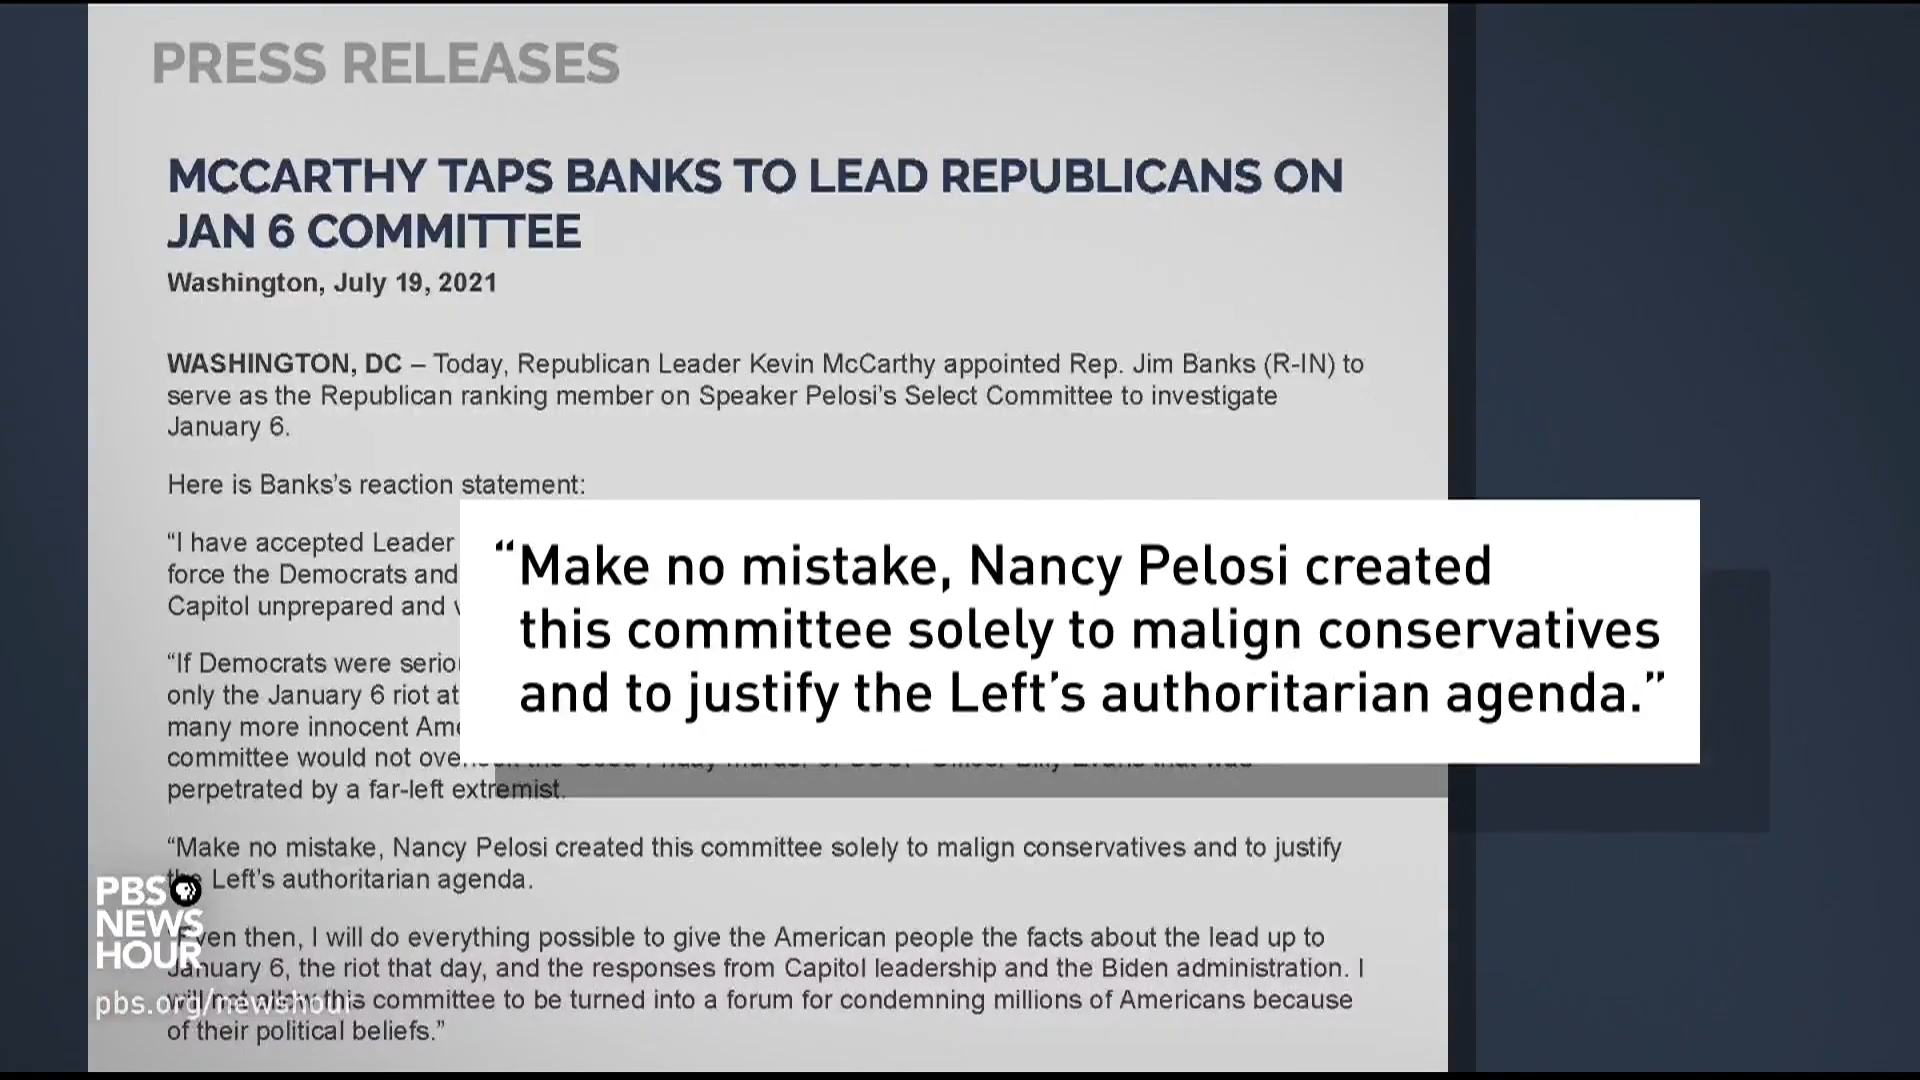 PRESS RELEASES
MCCARTHY TAPS BANKS TO LEAD REPUBLICANS ON
JAN 6 COMMITTEE
Washington, July 19, 2021
WASHINGTON, DC – Today, Republican Leader Kevin McCarthy appointed Rep. Jim Banks (R-IN) to
serve as the Republican ranking member on Speaker Pelosi's Select Committee to investigate
January 6.
Here is Banks's reaction statement:
“I have accepted Leader
force the Democrats and
Capitol unprepared and
“If Democrats were
only the January 6 riot at
many more innocent
committee would not
perpetrated by a far-left extremist.
“Make no mistake, Nancy Pelosi created
this committee solely to malign conservatives
and to justify the Left’s authoritarian agenda.”
“Make no mistake, Nancy Pelosi created this committee solely to malign conservatives and to justify
the Left’s authoritarian agenda.
“Even then, I will do everything possible to give the American people the facts about the lead up to
January 6, the riot that day, and the responses from Capitol leadership and the Biden administration. I
will not allow this committee to be turned into a forum for condemning millions of Americans because
of their political beliefs.”
PBS
NEWS
HOUR
pbs.org/newshour